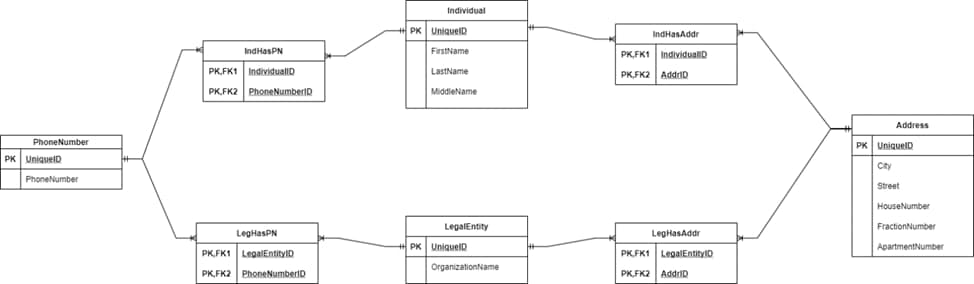 Individual
PK UniqueID
FirstName
LastName
MiddleName
IndHasPN
PK,FK1 IndividualID
PK,FK2 PhoneNumberID
IndHasAddr
PK,FK1 IndividualID
PK,FK2 AddrID
PhoneNumber
PK UniqueID
PhoneNumber
Address
PK UniqueID
City
Street
HouseNumber
FractionNumber
ApartmentNumber
LegHasPN
PK,FK1 LegalEntityID
PK,FK2 PhoneNumberID
LegalEntity
PK UniqueID
OrganizationName
LegHasAddr
PK,FK1 LegalEntityID
PK,FK2 AddrID